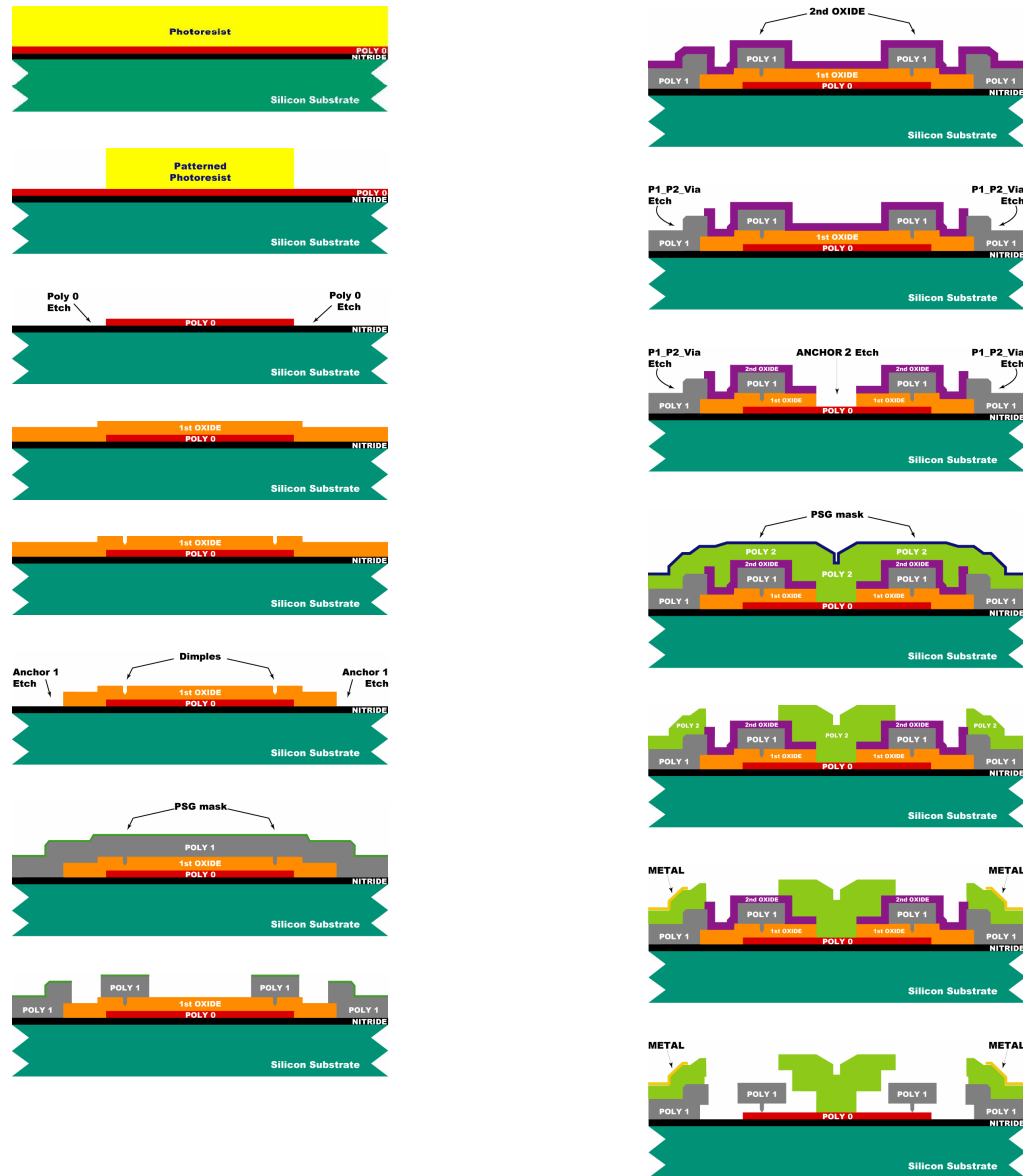 Photoresist
POLY 0
NITRIDE
Silicon Substrate
Patterned
Photoresist
POLY 0
NITRIDE
Silicon Substrate
Poly 0
Etch
Poly 0
Etch
POLY 0
NITRIDE
Silicon Substrate
1st OXIDE
POLY 0
NITRIDE
Silicon Substrate
1st OXIDE
POLY 0
NITRIDE
Silicon Substrate
Dimples
Anchor 1
Etch
Anchor 1
Etch
1st OXIDE
POLY 0
NITRIDE
Silicon Substrate
PSG mask
POLY 1
1st OXIDE
POLY 0
NITRIDE
Silicon Substrate
POLY 1
POLY 1
POLY 1
POLY 1
1st OXIDE
POLY 0
NITRIDE
Silicon Substrate
2nd OXIDE
POLY 1
POLY 1
POLY 1
POLY 1
1st OXIDE
POLY 0
NITRIDE
Silicon Substrate
P1_P2_Via
Etch
P1_P2_Via
Etch
POLY 1
POLY 1
POLY 1
POLY 1
1st OXIDE
POLY 0
NITRIDE
Silicon Substrate
P1_P2_Via
Etch
ANCHOR 2 Etch
P1_P2_Via
Etch
2nd OXIDE
2nd OXIDE
POLY 1
POLY 1
POLY 1
1st OXIDE
1st OXIDE
POLY 1
POLY 0
NITRIDE
Silicon Substrate
PSG mask
POLY 2
POLY 2
2nd OXIDE
2nd OXIDE
POLY 1
POLY 2
POLY 1
POLY 1
1st OXIDE
1st OXIDE
POLY 1
POLY 0
NITRIDE
Silicon Substrate
POLY 2
2nd OXIDE
2nd OXIDE
POLY 2
POLY 1
POLY 2
POLY 1
POLY 1
1st OXIDE
1st OXIDE
POLY 1
POLY 0
NITRIDE
Silicon Substrate
METAL
METAL
2nd OXIDE
2nd OXIDE
POLY 1
POLY 1
POLY 1
1st OXIDE
1st OXIDE
POLY 1
POLY 0
NITRIDE
Silicon Substrate
METAL
METAL
POLY 1
POLY 1
POLY 1
POLY 1
POLY 0
NITRIDE
Silicon Substrate